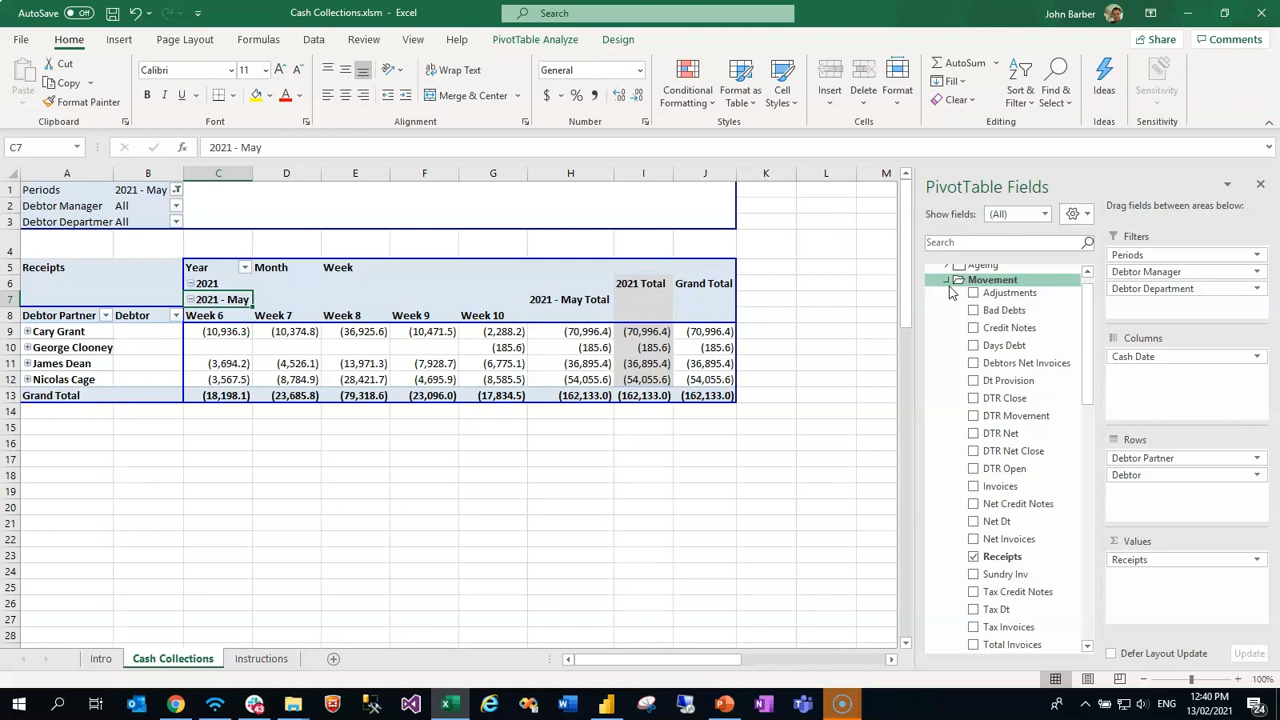 AutoSave Off Cash Collections.xlsm - Excel Search John Barber
File Home Insert Page Layout Formulas Data Review View Help PivotTable Analyze Design Share Comments
Paste Cut Copy Format Painter Clipboard
Calibri 11 B I U A Font
Wrap Text Merge & Center Alignment
General $ % Number
Conditional Formatting Format as Table Cell Styles Styles
Insert Delete Format Cells
AutoSum Fill Clear Sort & Filter Find & Select Editing
Ideas Ideas
Sensitivity Sensitivity
C7 fx 2021 - May
A B C D E F G H I J K L M
1 Periods 2021 - May
2 Debtor Manager All
3 Debtor Departmer All
4
5 Receipts Year Month Week
6 2021 2021 Total Grand Total
7 2021 - May 2021 - May Total
8 Debtor Partner Debtor Week 6 Week 7 Week 8 Week 9 Week 10
9 Cary Grant (10,936.3) (10,374.8) (36,925.6) (10,471.5) (2,288.2) (70,996.4) (70,996.4) (70,996.4)
10 George Clooney (185.6) (185.6) (185.6) (185.6)
11 James Dean (3,694.2) (4,526.1) (13,971.3) (7,928.7) (6,775.1) (36,895.4) (36,895.4) (36,895.4)
12 Nicolas Cage (3,567.5) (8,784.9) (28,421.7) (4,695.9) (8,585.5) (54,055.6) (54,055.6) (54,055.6)
13 Grand Total (18,198.1) (23,685.8) (79,318.6) (23,096.0) (17,834.5) (162,133.0) (162,133.0) (162,133.0)
14
15
16
17
18
19
20
21
22
23
24
25
26
27
28
PivotTable Fields
Show fields: (All)
Search
Ageing
Movement
Adjustments
Bad Debts
Credit Notes
Days Debt
Debtors Net Invoices
Dt Provision
DTR Close
DTR Movement
DTR Net
DTR Net Close
DTR Open
Invoices
Net Credit Notes
Net Dt
Net Invoices
Receipts
Sundry Inv
Tax Credit Notes
Tax Dt
Tax Invoices
Total Invoices
Drag fields between areas below:
Filters
Periods
Debtor Manager
Debtor Department
Columns
Cash Date
Rows
Debtor Partner
Debtor
Values
Receipts
Defer Layout Update Update
Intro Cash Collections Instructions
100%
ENG 12:40 PM
13/02/2021